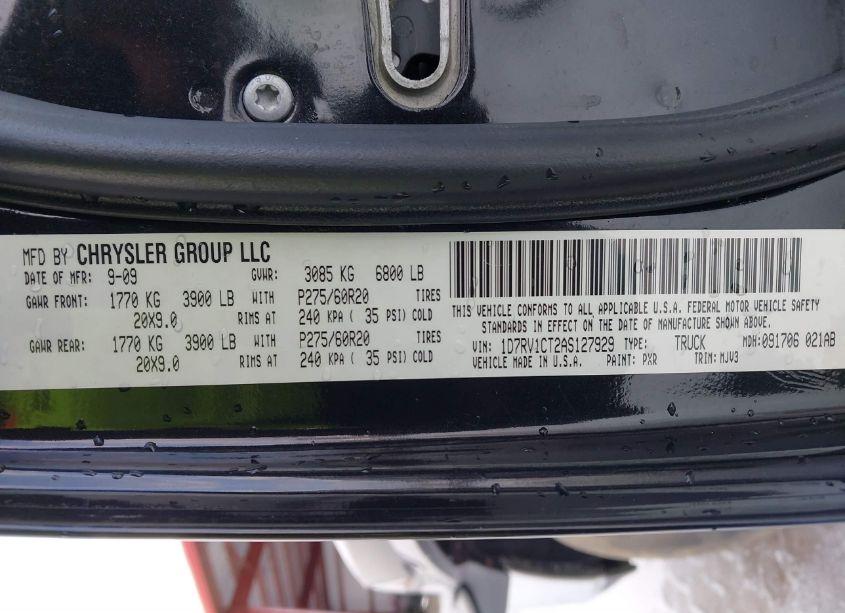 MFD BY CHRYSLER GROUP LLC
DATE OF MFR: 9-09 GVWR: 3085 KG 6800 LB
GAWR FRONT: 1770 KG 3900 LB WITH P275/60R20 TIRES
20X9.0 RIMS AT 240 KPA ( 35 PSI) COLD
GAWR REAR: 1770 KG 3900 LB WITH P275/60R20 TIRES
20X9.0 RIMS AT 240 KPA ( 35 PSI) COLD
THIS VEHICLE CONFORMS TO ALL APPLICABLE U.S.A. FEDERAL MOTOR VEHICLE SAFETY
STANDARDS IN EFFECT ON THE DATE OF MANUFACTURE SHOWN ABOVE.
VIN: 1D7RV1CT2AS127929 TYPE: TRUCK MDH: 091706 021AB
VEHICLE MADE IN U.S.A. PAINT: PXR TRIM: MJV3